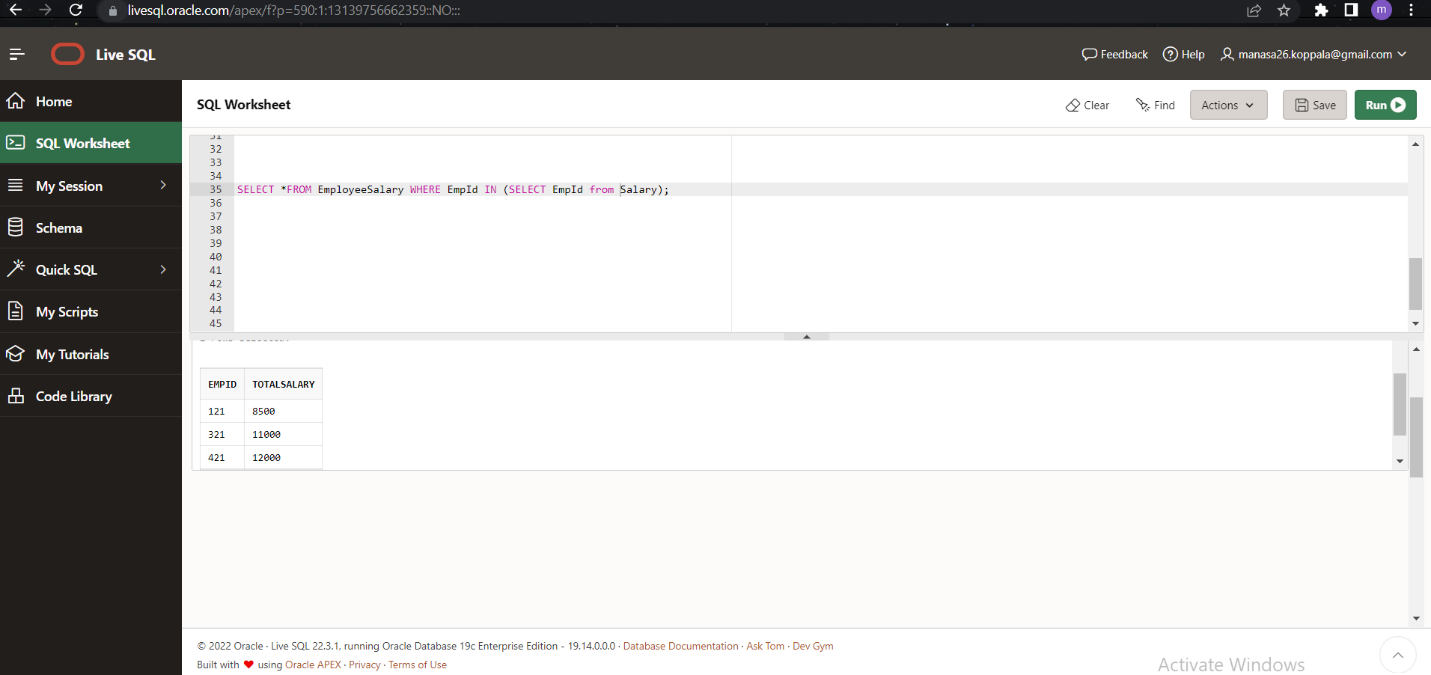 livesql.oracle.com/apex/f?p=590:1:13139756662359::NO:::
m
Live SQL
Feedback
Help
manasa26.koppala@gmail.com
Home
SQL Worksheet
My Session
Schema
Quick SQL
My Scripts
My Tutorials
Code Library
SQL Worksheet
Clear
Find
Actions
Save
Run
31
32
33
34
35 SELECT *FROM EmployeeSalary WHERE EmpId IN (SELECT EmpId from Salary);
36
37
38
39
40
41
42
43
44
45
EMPID TOTALSALARY
121 8500
321 11000
421 12000
© 2022 Oracle · Live SQL 22.3.1, running Oracle Database 19c Enterprise Edition - 19.14.0.0.0 · Database Documentation · Ask Tom · Dev Gym
Built with ❤ using Oracle APEX · Privacy · Terms of Use
Activate Windows